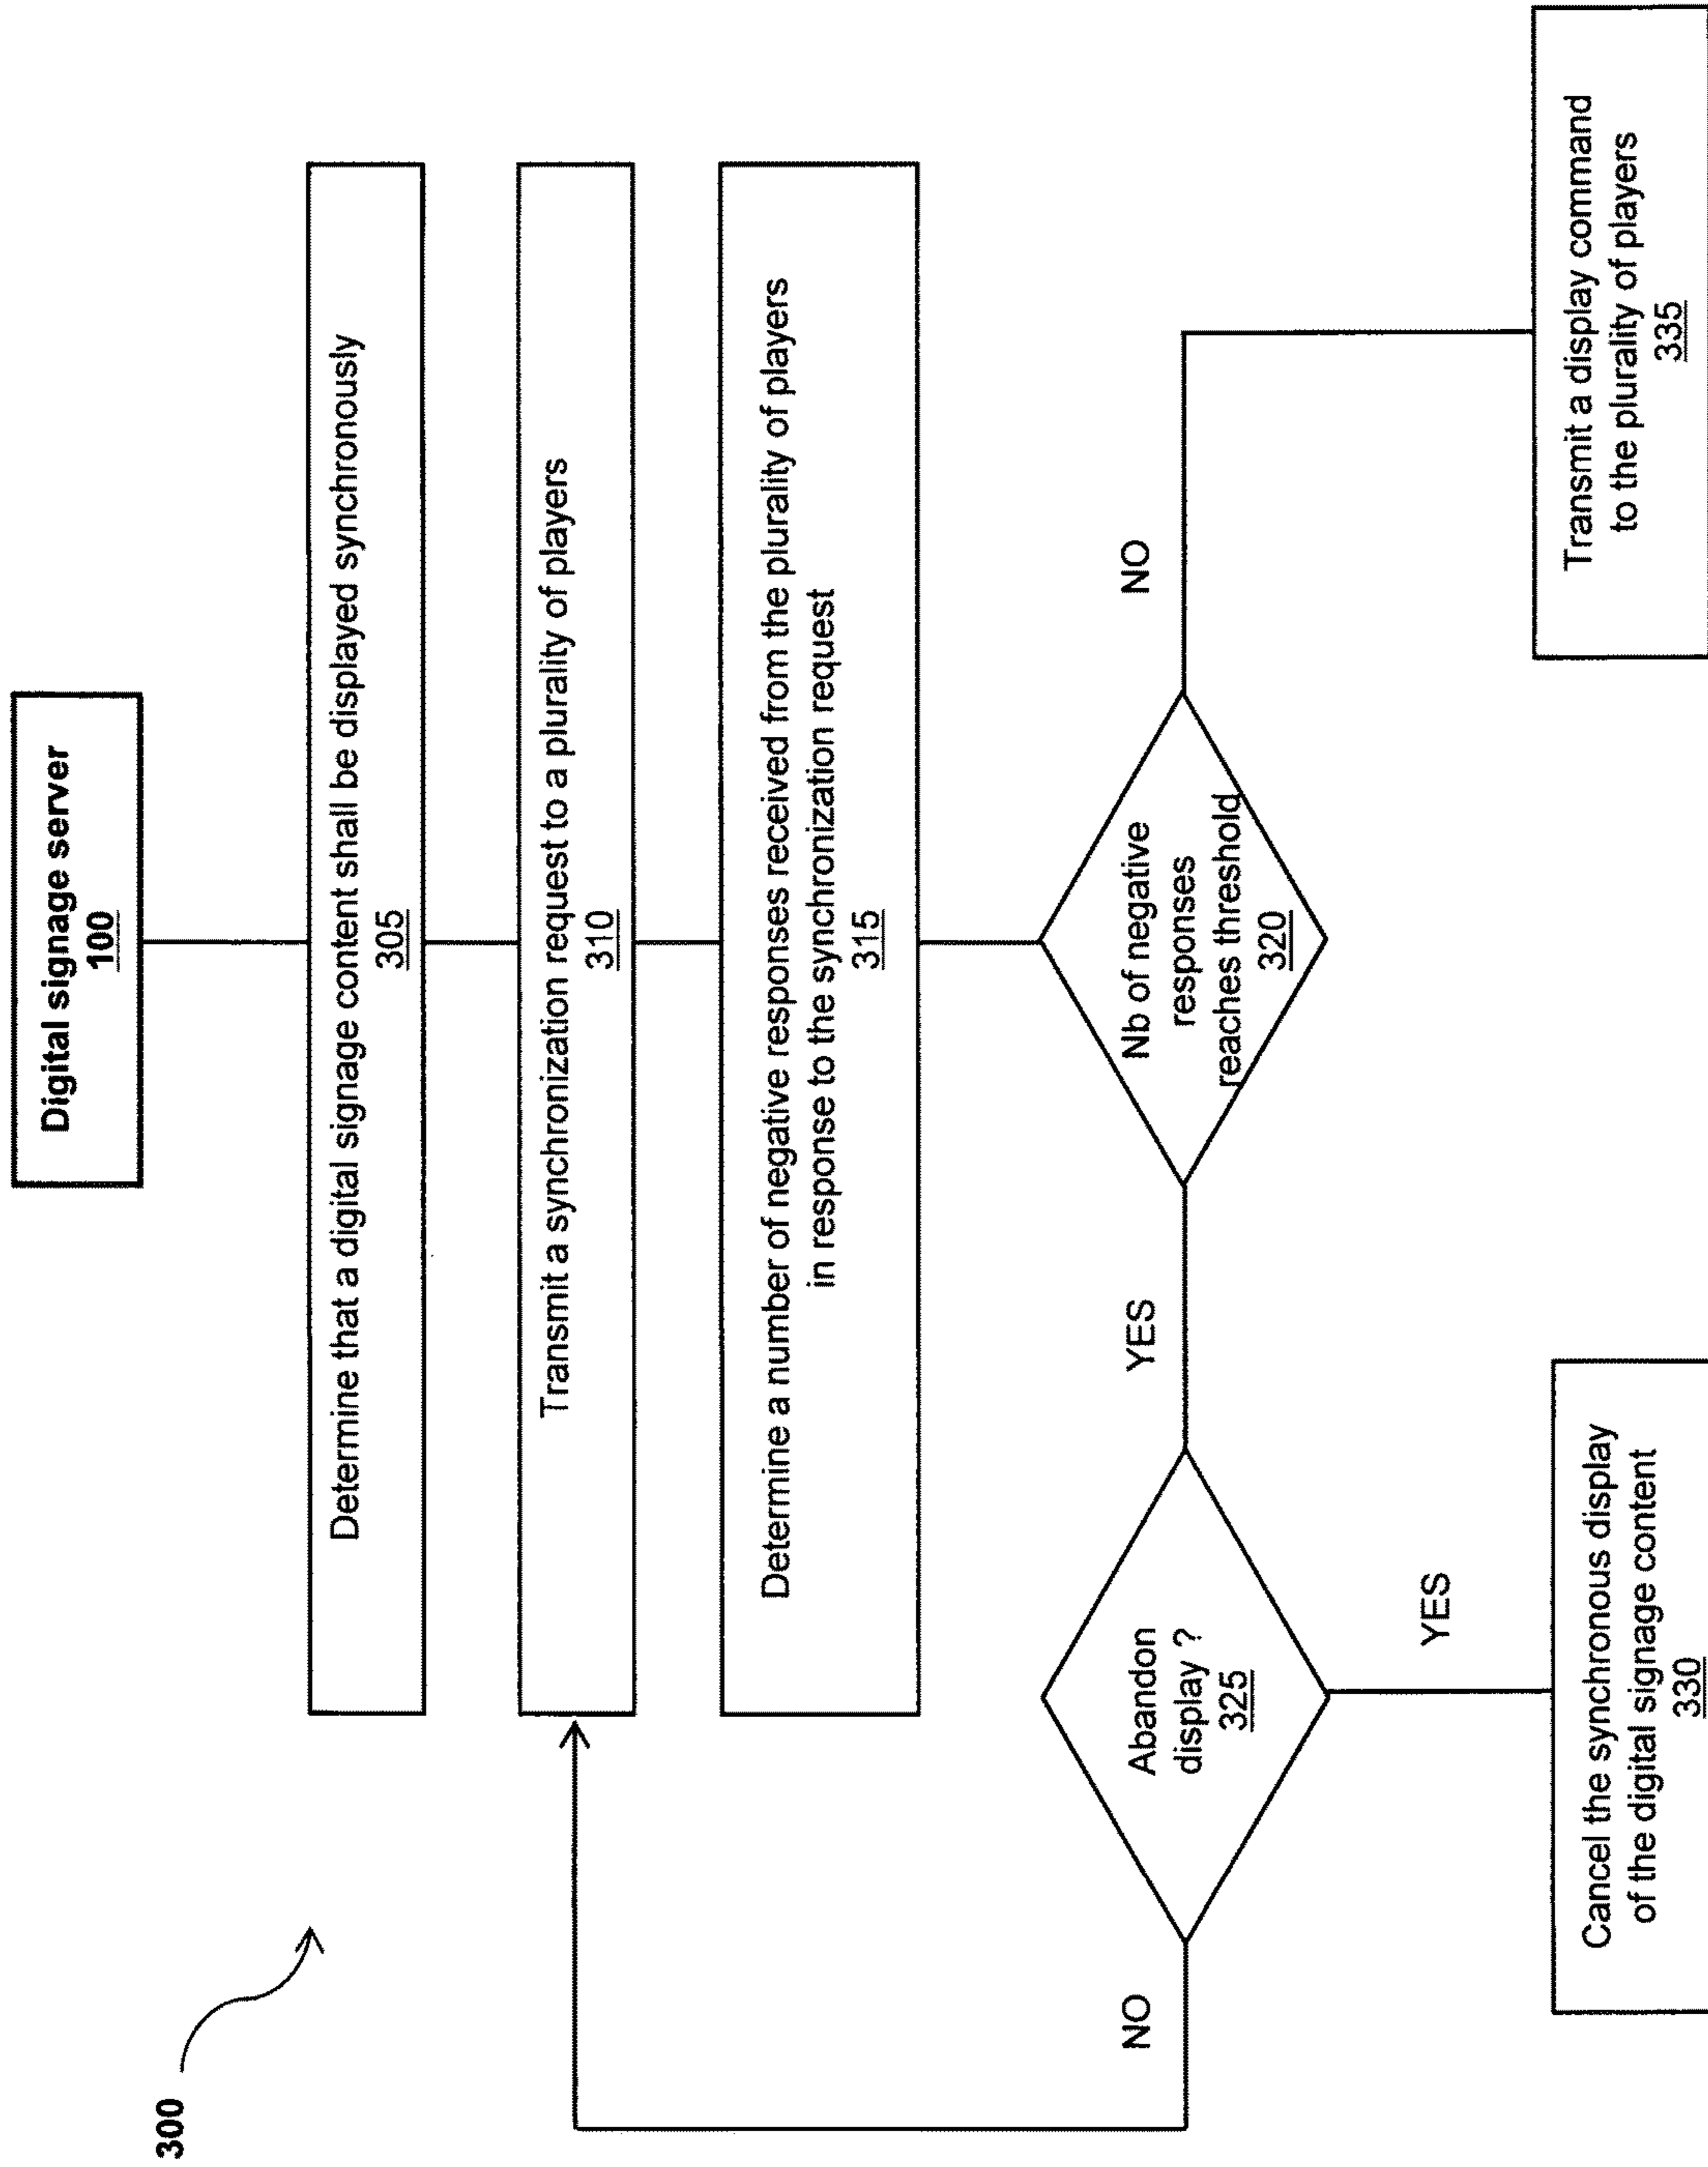 300
Digital signage server
100
Determine that a digital signage content shall be displayed synchronously
305
Transmit a synchronization request to a plurality of players
310
Determine a number of negative responses received from the plurality of players
in response to the synchronization request
315
Nb of negative
responses
reaches threshold
320
YES
NO
Abandon
display ?
325
NO
YES
Cancel the synchronous display
of the digital signage content
330
Transmit a display command
to the plurality of players
335